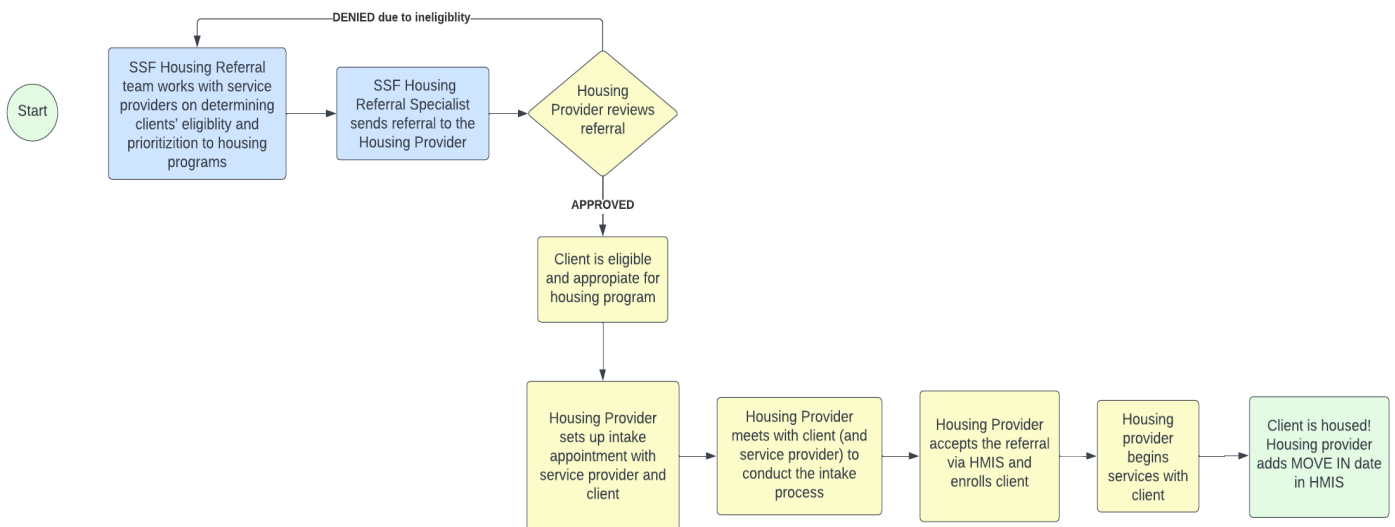 DENIED due to ineligiblity
Start
SSF Housing Referral
team works with service
providers on determining
clients' eligiblity and
prioritizition to housing
programs
SSF Housing
Referral Specialist
sends referral to the
Housing Provider
Housing
Provider reviews
referral
APPROVED
Client is eligible
and appropiate for
housing program
Housing Provider
sets up intake
appointment with
service provider and
client
Housing Provider
meets with client (and
service provider) to
conduct the intake
process
Housing Provider
accepts the referral
via HMIS and
enrolls client
Housing
provider
begins
services with
client
Client is housed!
Housing provider
adds MOVE IN date
in HMIS